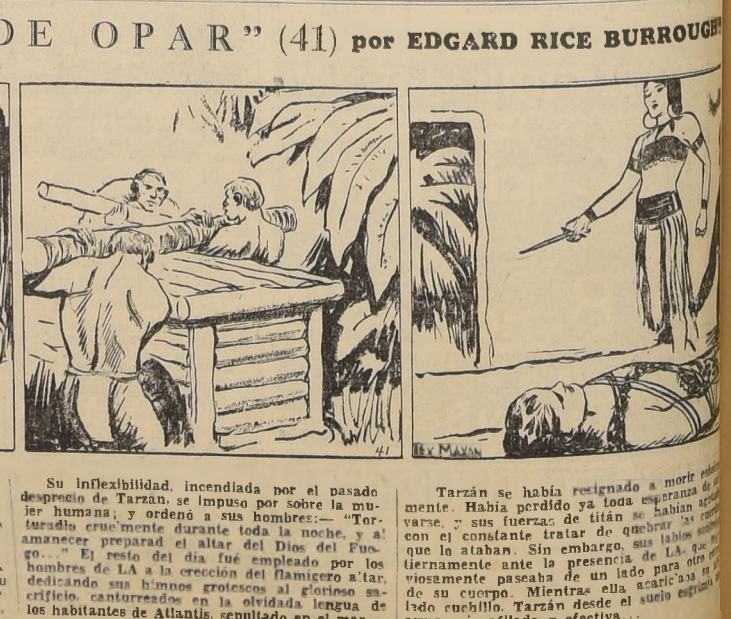 DE OPAR" (41) por EDGARD RICE BURROUGH
41
REX MAXON
Su inflexibilidad, incendiada por el pasado
desprecio de Tarzán, se impuso por sobre la mu-
jer humana; y ordenó a sus hombres:— "Tor-
turadlo cruelmente durante toda la noche, y al
amanecer preparad el altar del Dios del Fue-
go..." El resto del día fué empleado por los
hombres de LA a la erección del flamígero altar,
dedicando sus himnos grotescos al glorioso sa-
crificio, canturreados en la olvidada lengua de
los habitantes de Atlantis, sepultado en el mar
Tarzán se había resignado a morir
mente. Había perdido ya toda esperanza de
varse, y sus fuerzas de titán se habían
con el constante tratar de quebrar las
que lo ataban. Sin embargo, sus labios
tiernamente ante la presencia de LA, que
viosamente paseaba de un lado para otro
de su cuerpo. Mientras ella acariciaba su
lado cuchillo, Tarzán desde el suelo esgrimía
afilada y efectiva...